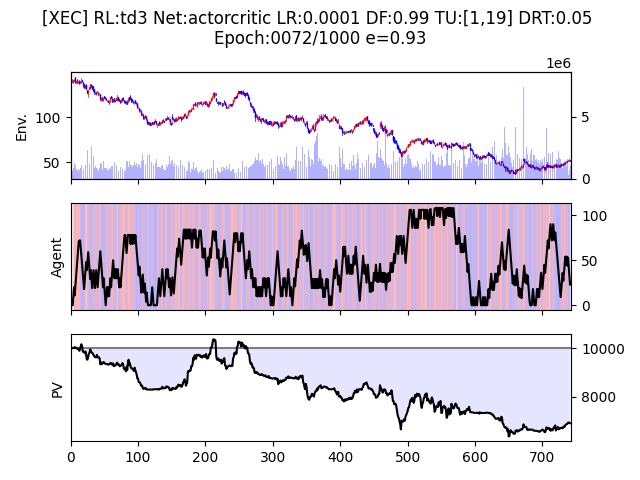 [XEC] RL:td3 Net:actorcritic LR:0.0001 DF:0.99 TU:[1,19] DRT:0.05
Epoch:0072/1000 e=0.93
1e6
Env.
100
50
5
0
Agent
100
50
0
PV
10000
8000
0 100 200 300 400 500 600 700